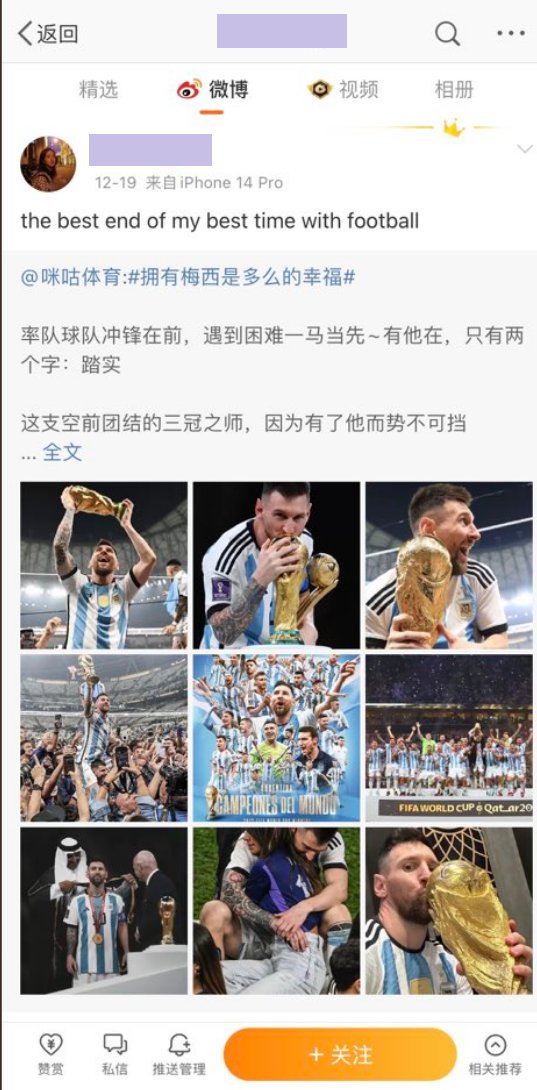 返回
精选 微博 视频 相册
12-19 来自iPhone 14 Pro
the best end of my best time with football
@咪咕体育:#拥有梅西是多么的幸福#
率队球队冲锋在前，遇到困难一马当先~有他在，只有两
个字：踏实
这支空前团结的三冠之师，因为有了他而势不可挡
... 全文
ARGENTINA
CAMPEONES DEL MUNDO
FIFA WORLD CUP Qat_ar20
赞赏 私信 推送管理 +关注 相关推荐